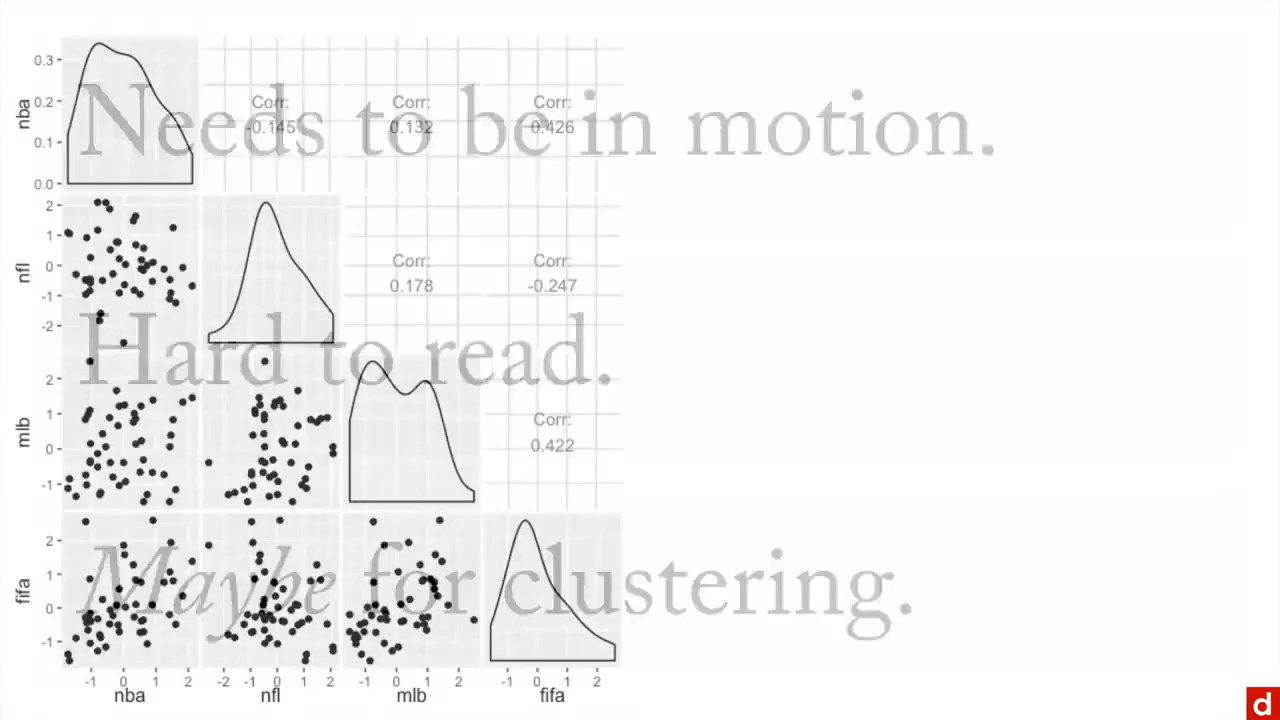 Needs to be in motion.
Hard to read.
Maybe for clustering.
nba
0.3
0.2
0.1
0.0
Corr:
-0.145
Corr:
0.132
Corr:
0.426
nfl
2
1
0
-1
-2
Corr:
0.178
Corr:
-0.247
mlb
2
1
0
-1
Corr:
0.422
fifa
2
1
0
-1
-1 0 1 2
-2 -1 0 1 2
-1 0 1 2
-1 0 1 2
nba nfl mlb fifa
d